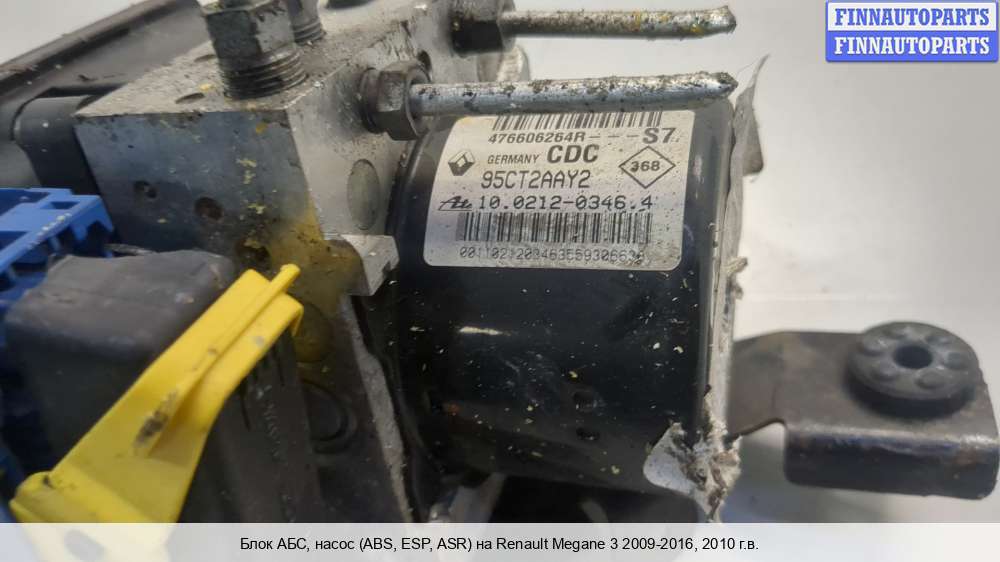 FINNAUTOPARTS
FINNAUTOPARTS
476606264R---S7
GERMANY CDC
368
95CT2AAY2
Ate 10.0212-0346.4
Блок АБС, насос (ABS, ESP, ASR) на Renault Megane 3 2009-2016, 2010 г.в.